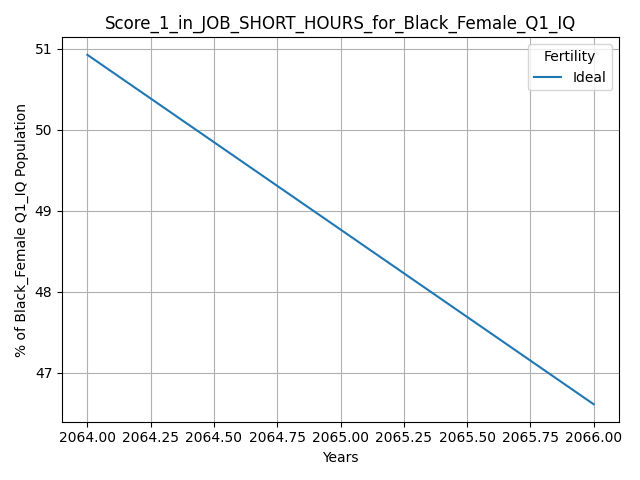 Score_1_in_JOB_SHORT_HOURS_for_Black_Female_Q1_IQ
Fertility
Ideal
% of Black_Female Q1_IQ Population
51
50
49
48
47
2064.00 2064.25 2064.50 2064.75 2065.00 2065.25 2065.50 2065.75 2066.00
Years